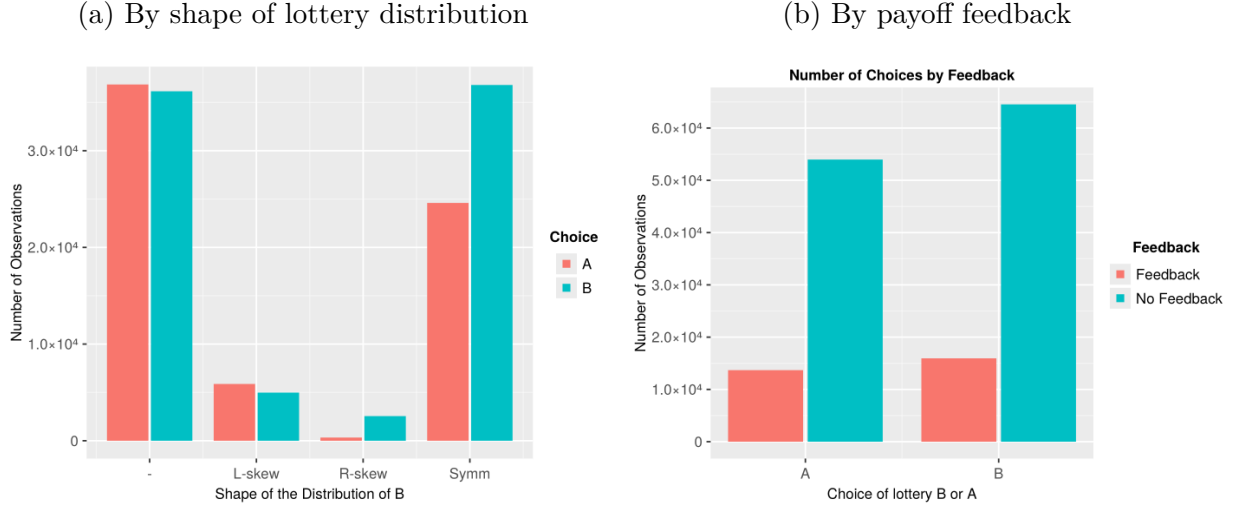 (a) By shape of lottery distribution
Number of Observations
3.0×10⁴
2.0×10⁴
1.0×10⁴
0
-
L-skew
R-skew
Symm
Shape of the Distribution of B
Choice
A
B
(b) By payoff feedback
Number of Choices by Feedback
Number of Observations
6.0×10⁴
5.0×10⁴
4.0×10⁴
3.0×10⁴
2.0×10⁴
1.0×10⁴
0
A
B
Choice of lottery B or A
Feedback
Feedback
No Feedback